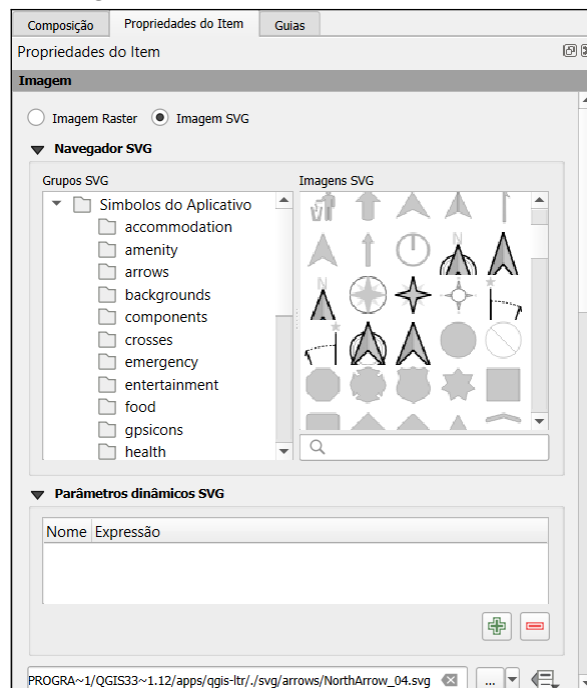 Composição Propriedades do Item Guias
Propriedades do Item
Imagem
Imagem Raster Imagem SVG
Navegador SVG
Grupos SVG Imagens SVG
Simbolos do Aplicativo
accommodation
amenity
arrows
backgrounds
components
crosses
emergency
entertainment
food
gpsicons
health
Parâmetros dinâmicos SVG
Nome Expressão
PROGRA~1/QGIS33~1.12/apps/qgis-ltr/./svg/arrows/NorthArrow_04.svg ...